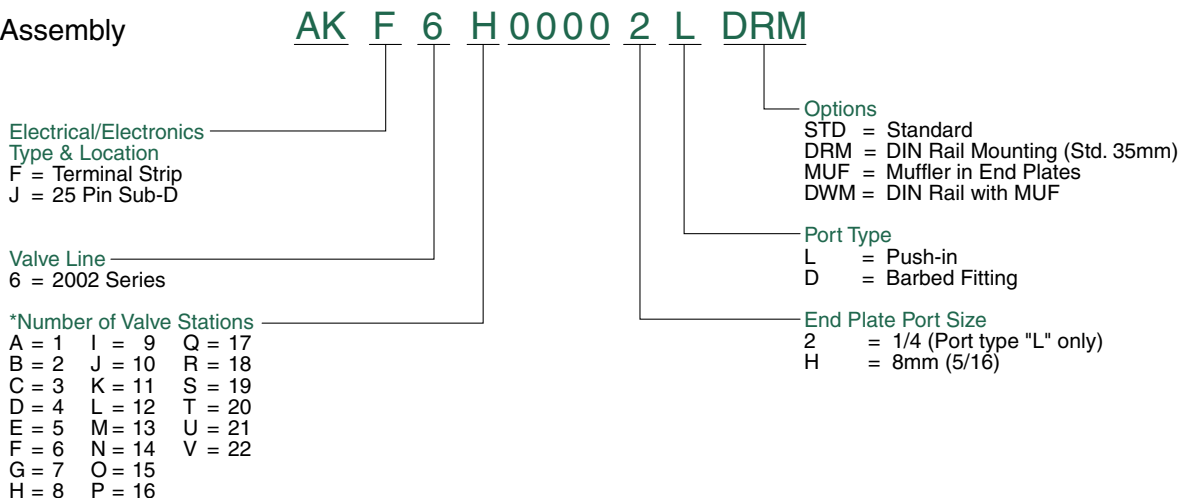 Assembly AK F 6 H 0000 2 L DRM
Electrical/Electronics
Type & Location
F = Terminal Strip
J = 25 Pin Sub-D
Valve Line
6 = 2002 Series
*Number of Valve Stations
A = 1 I = 9 Q = 17
B = 2 J = 10 R = 18
C = 3 K = 11 S = 19
D = 4 L = 12 T = 20
E = 5 M = 13 U = 21
F = 6 N = 14 V = 22
G = 7 O = 15
H = 8 P = 16
Options
STD = Standard
DRM = DIN Rail Mounting (Std. 35mm)
MUF = Muffler in End Plates
DWM = DIN Rail with MUF
Port Type
L = Push-in
D = Barbed Fitting
End Plate Port Size
2 = 1/4 (Port type "L" only)
H = 8mm (5/16)